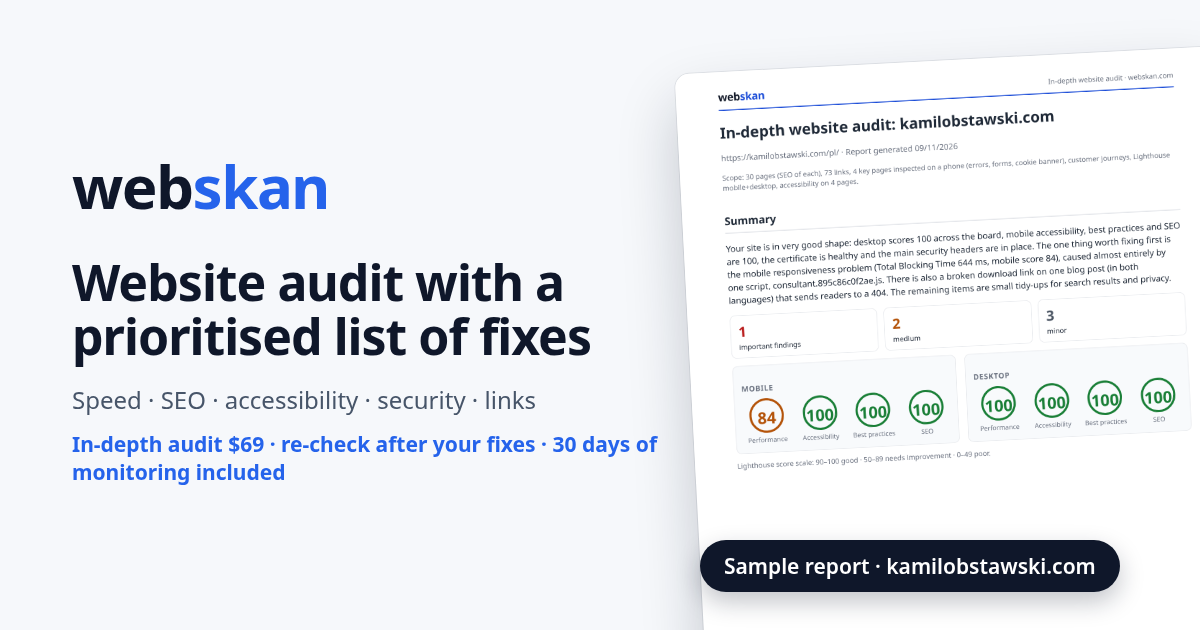 webskan
Website audit with a
prioritised list of fixes
Speed · SEO · accessibility · security · links
In-depth audit $69 · re-check after your fixes · 30 days of
monitoring included
webskan
In-depth website audit · webskan.com
In-depth website audit: kamilobstawski.com
https://kamilobstawski.com/pl/ · Report generated 09/11/2026
Scope: 30 pages (SEO of each), 73 links, 4 key pages inspected on a phone (errors, forms, cookie banner), customer journeys. Lighthouse
mobile+desktop, accessibility on 4 pages.
Summary
Your site is in very good shape: desktop scores 100 across the board, mobile accessibility, best practices and SEO
are 100, the certificate is healthy and the main security headers are in place. The one thing worth fixing first is
the mobile responsiveness problem (Total Blocking Time 644 ms, mobile score 84), caused almost entirely by
one script, consultant.895c86c0f2ae.js. There is also a broken download link on one blog post (in both
languages) that sends readers to a 404. The remaining items are small tidy-ups for search results and privacy.
1
important findings
2
medium
3
minor
MOBILE
84
Performance
100
Accessibility
100
Best practices
100
SEO
DESKTOP
100
Performance
100
Accessibility
100
Best practices
100
SEO
Lighthouse score scale: 90–100 good · 50–89 needs improvement · 0–49 poor.
Sample report · kamilobstawski.com